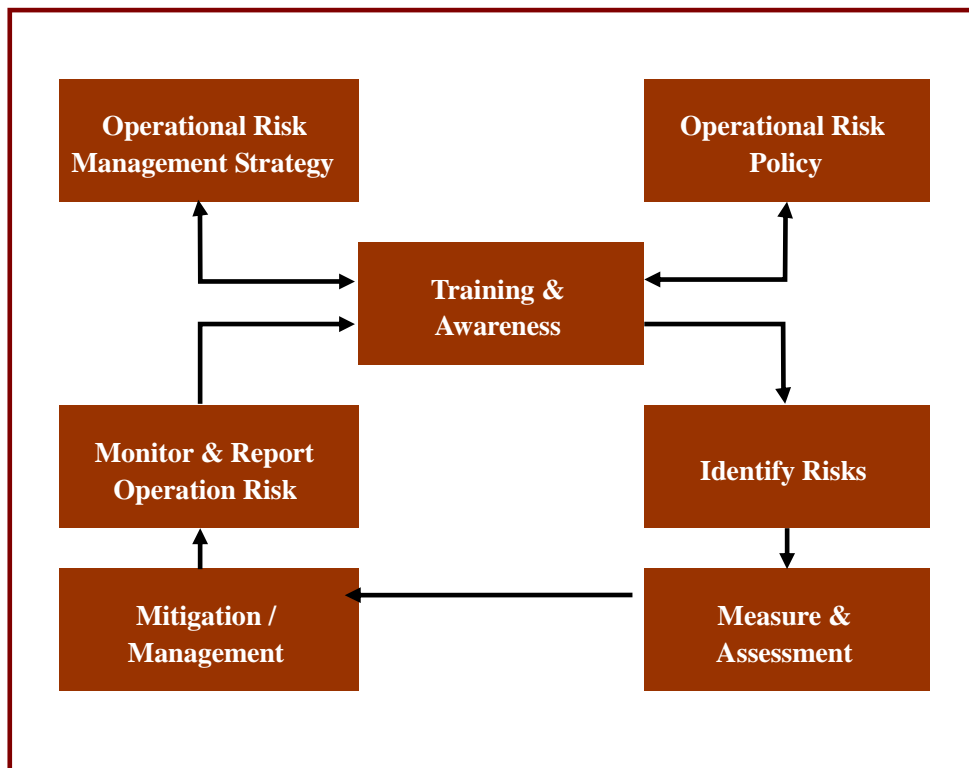 Operational Risk
Management Strategy
Operational Risk
Policy
Training &
Awareness
Monitor & Report
Operation Risk
Identify Risks
Mitigation /
Management
Measure &
Assessment